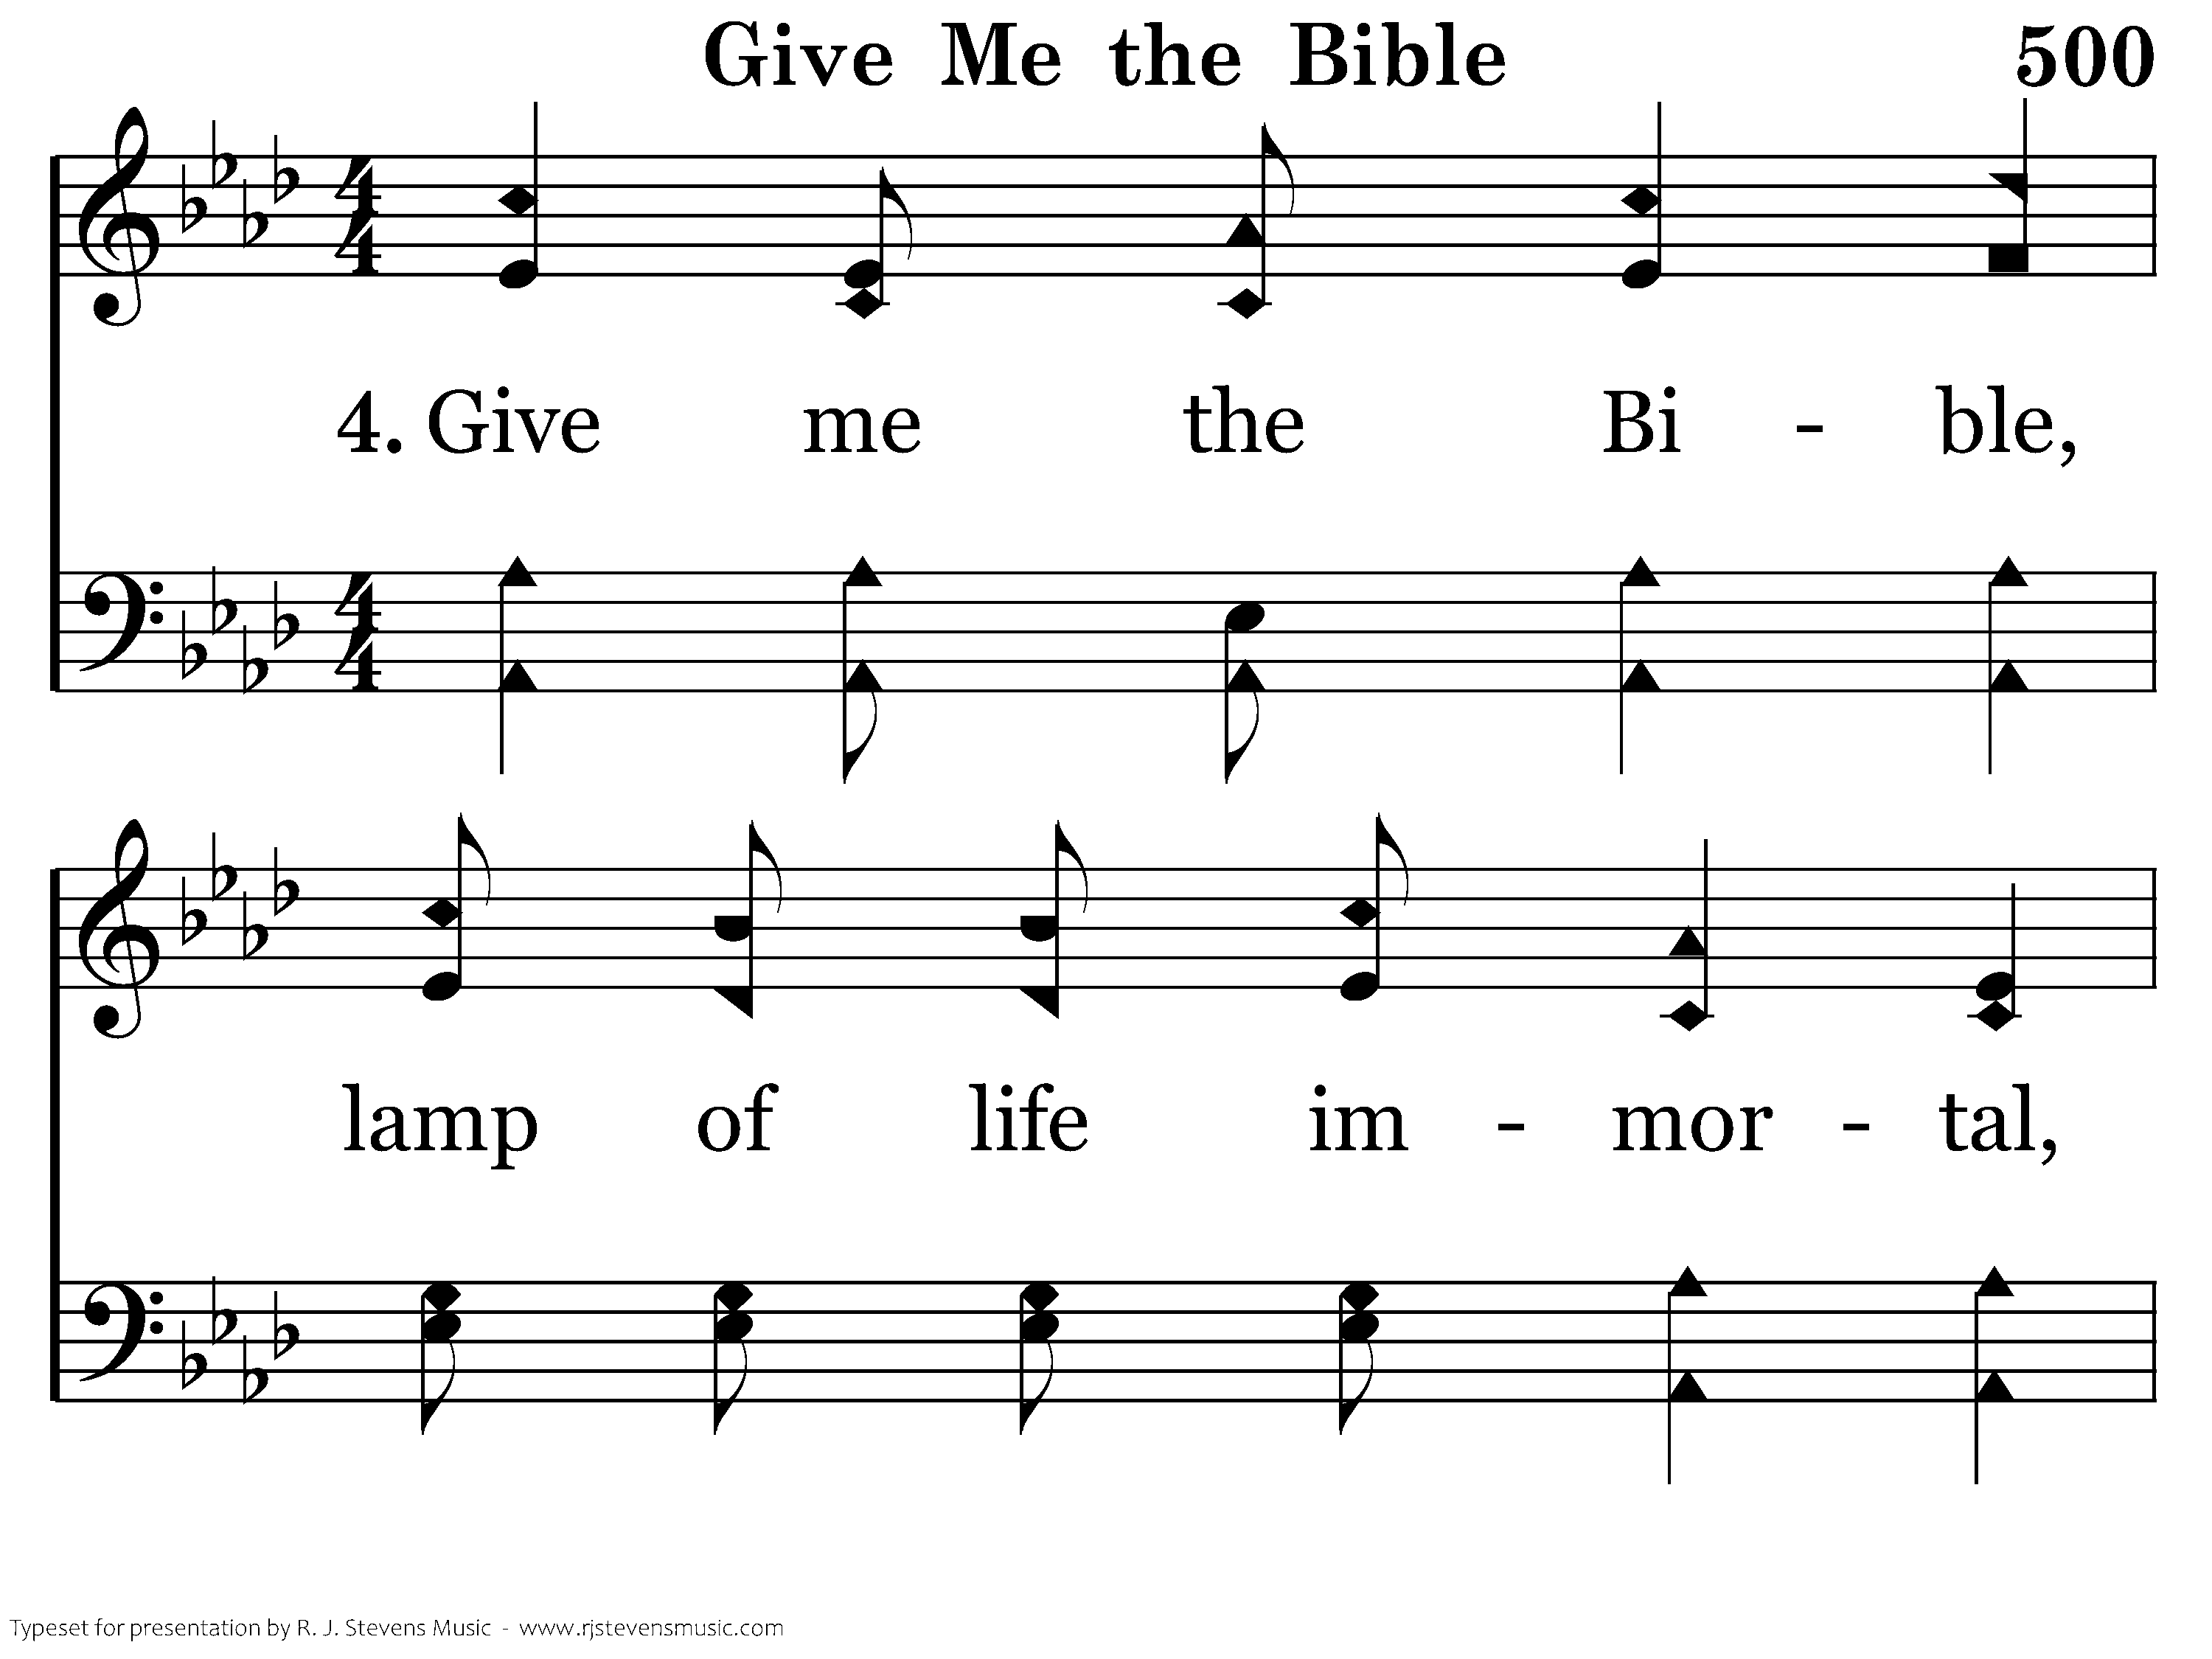 Give Me the Bible 500
4. Give me the Bi - ble,
lamp of life im - mor - tal,
Typeset for presentation by R. J. Stevens Music - www.rjstevensmusic.com